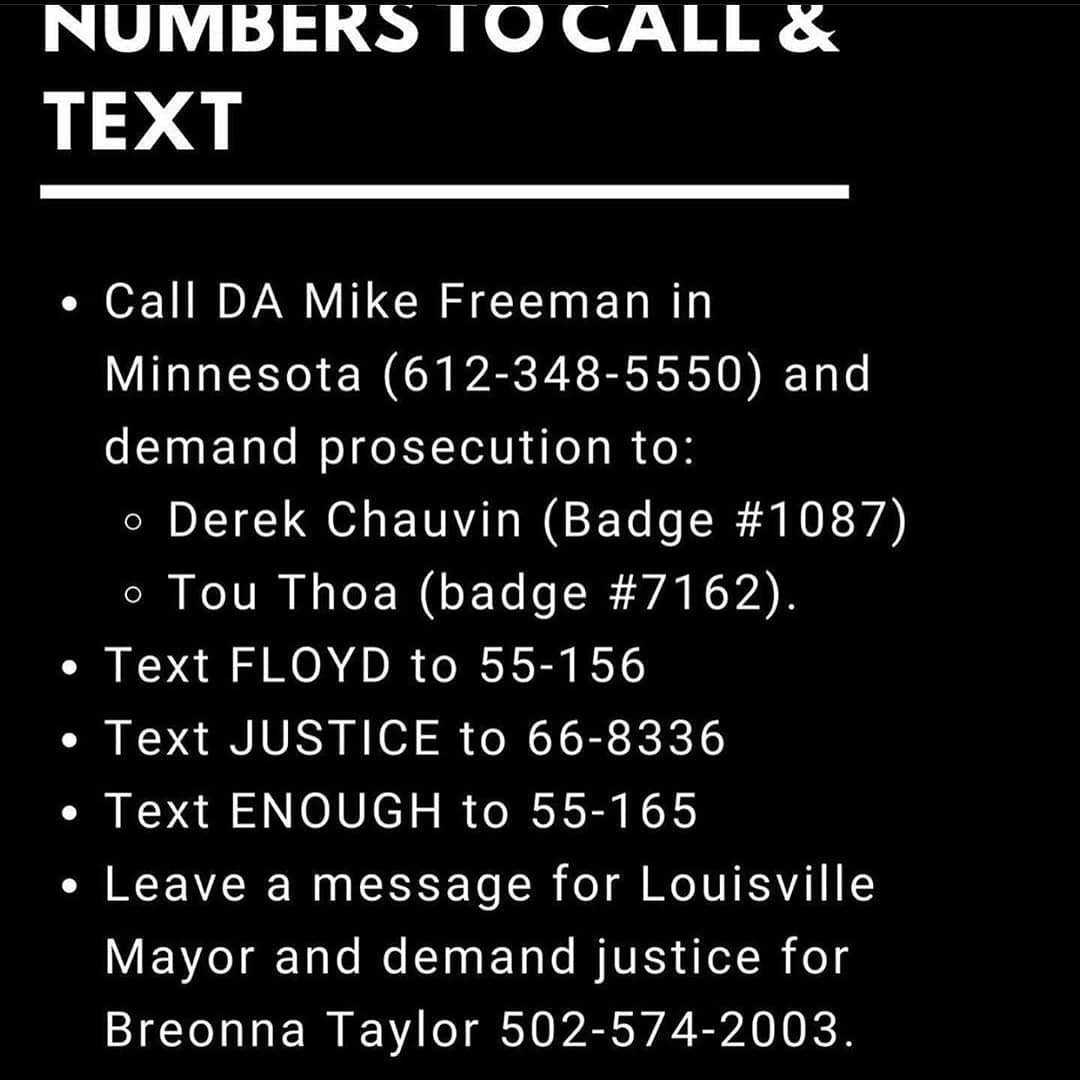 NUMBERS TO CALL &
TEXT
• Call DA Mike Freeman in
Minnesota (612-348-5550) and
demand prosecution to:
○ Derek Chauvin (Badge #1087)
○ Tou Thoa (badge #7162).
• Text FLOYD to 55-156
• Text JUSTICE to 66-8336
• Text ENOUGH to 55-165
• Leave a message for Louisville
Mayor and demand justice for
Breonna Taylor 502-574-2003.